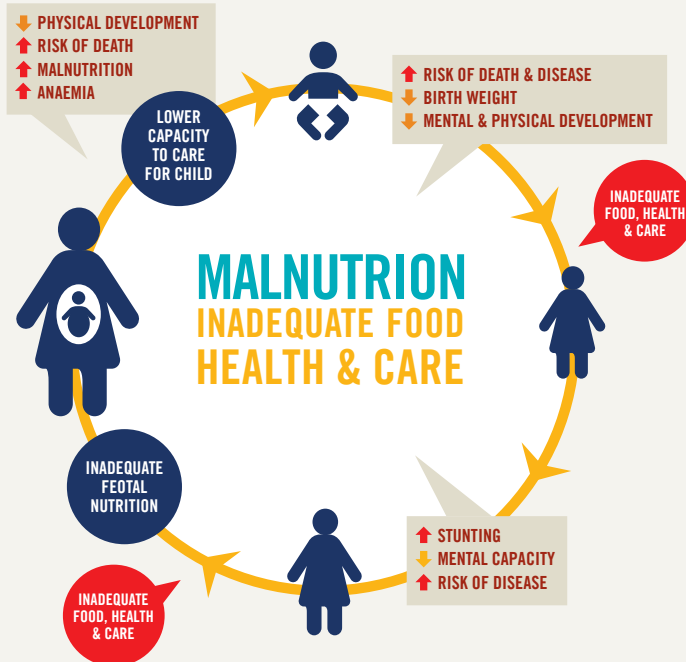 PHYSICAL DEVELOPMENT
RISK OF DEATH
MALNUTRITION
ANAEMIA
LOWER
CAPACITY
TO CARE
FOR CHILD
RISK OF DEATH & DISEASE
BIRTH WEIGHT
MENTAL & PHYSICAL DEVELOPMENT
INADEQUATE
FOOD, HEALTH
& CARE
MALNUTRION
INADEQUATE FOOD
HEALTH & CARE
INADEQUATE
FEOTAL
NUTRITION
STUNTING
MENTAL CAPACITY
RISK OF DISEASE
INADEQUATE
FOOD, HEALTH
& CARE